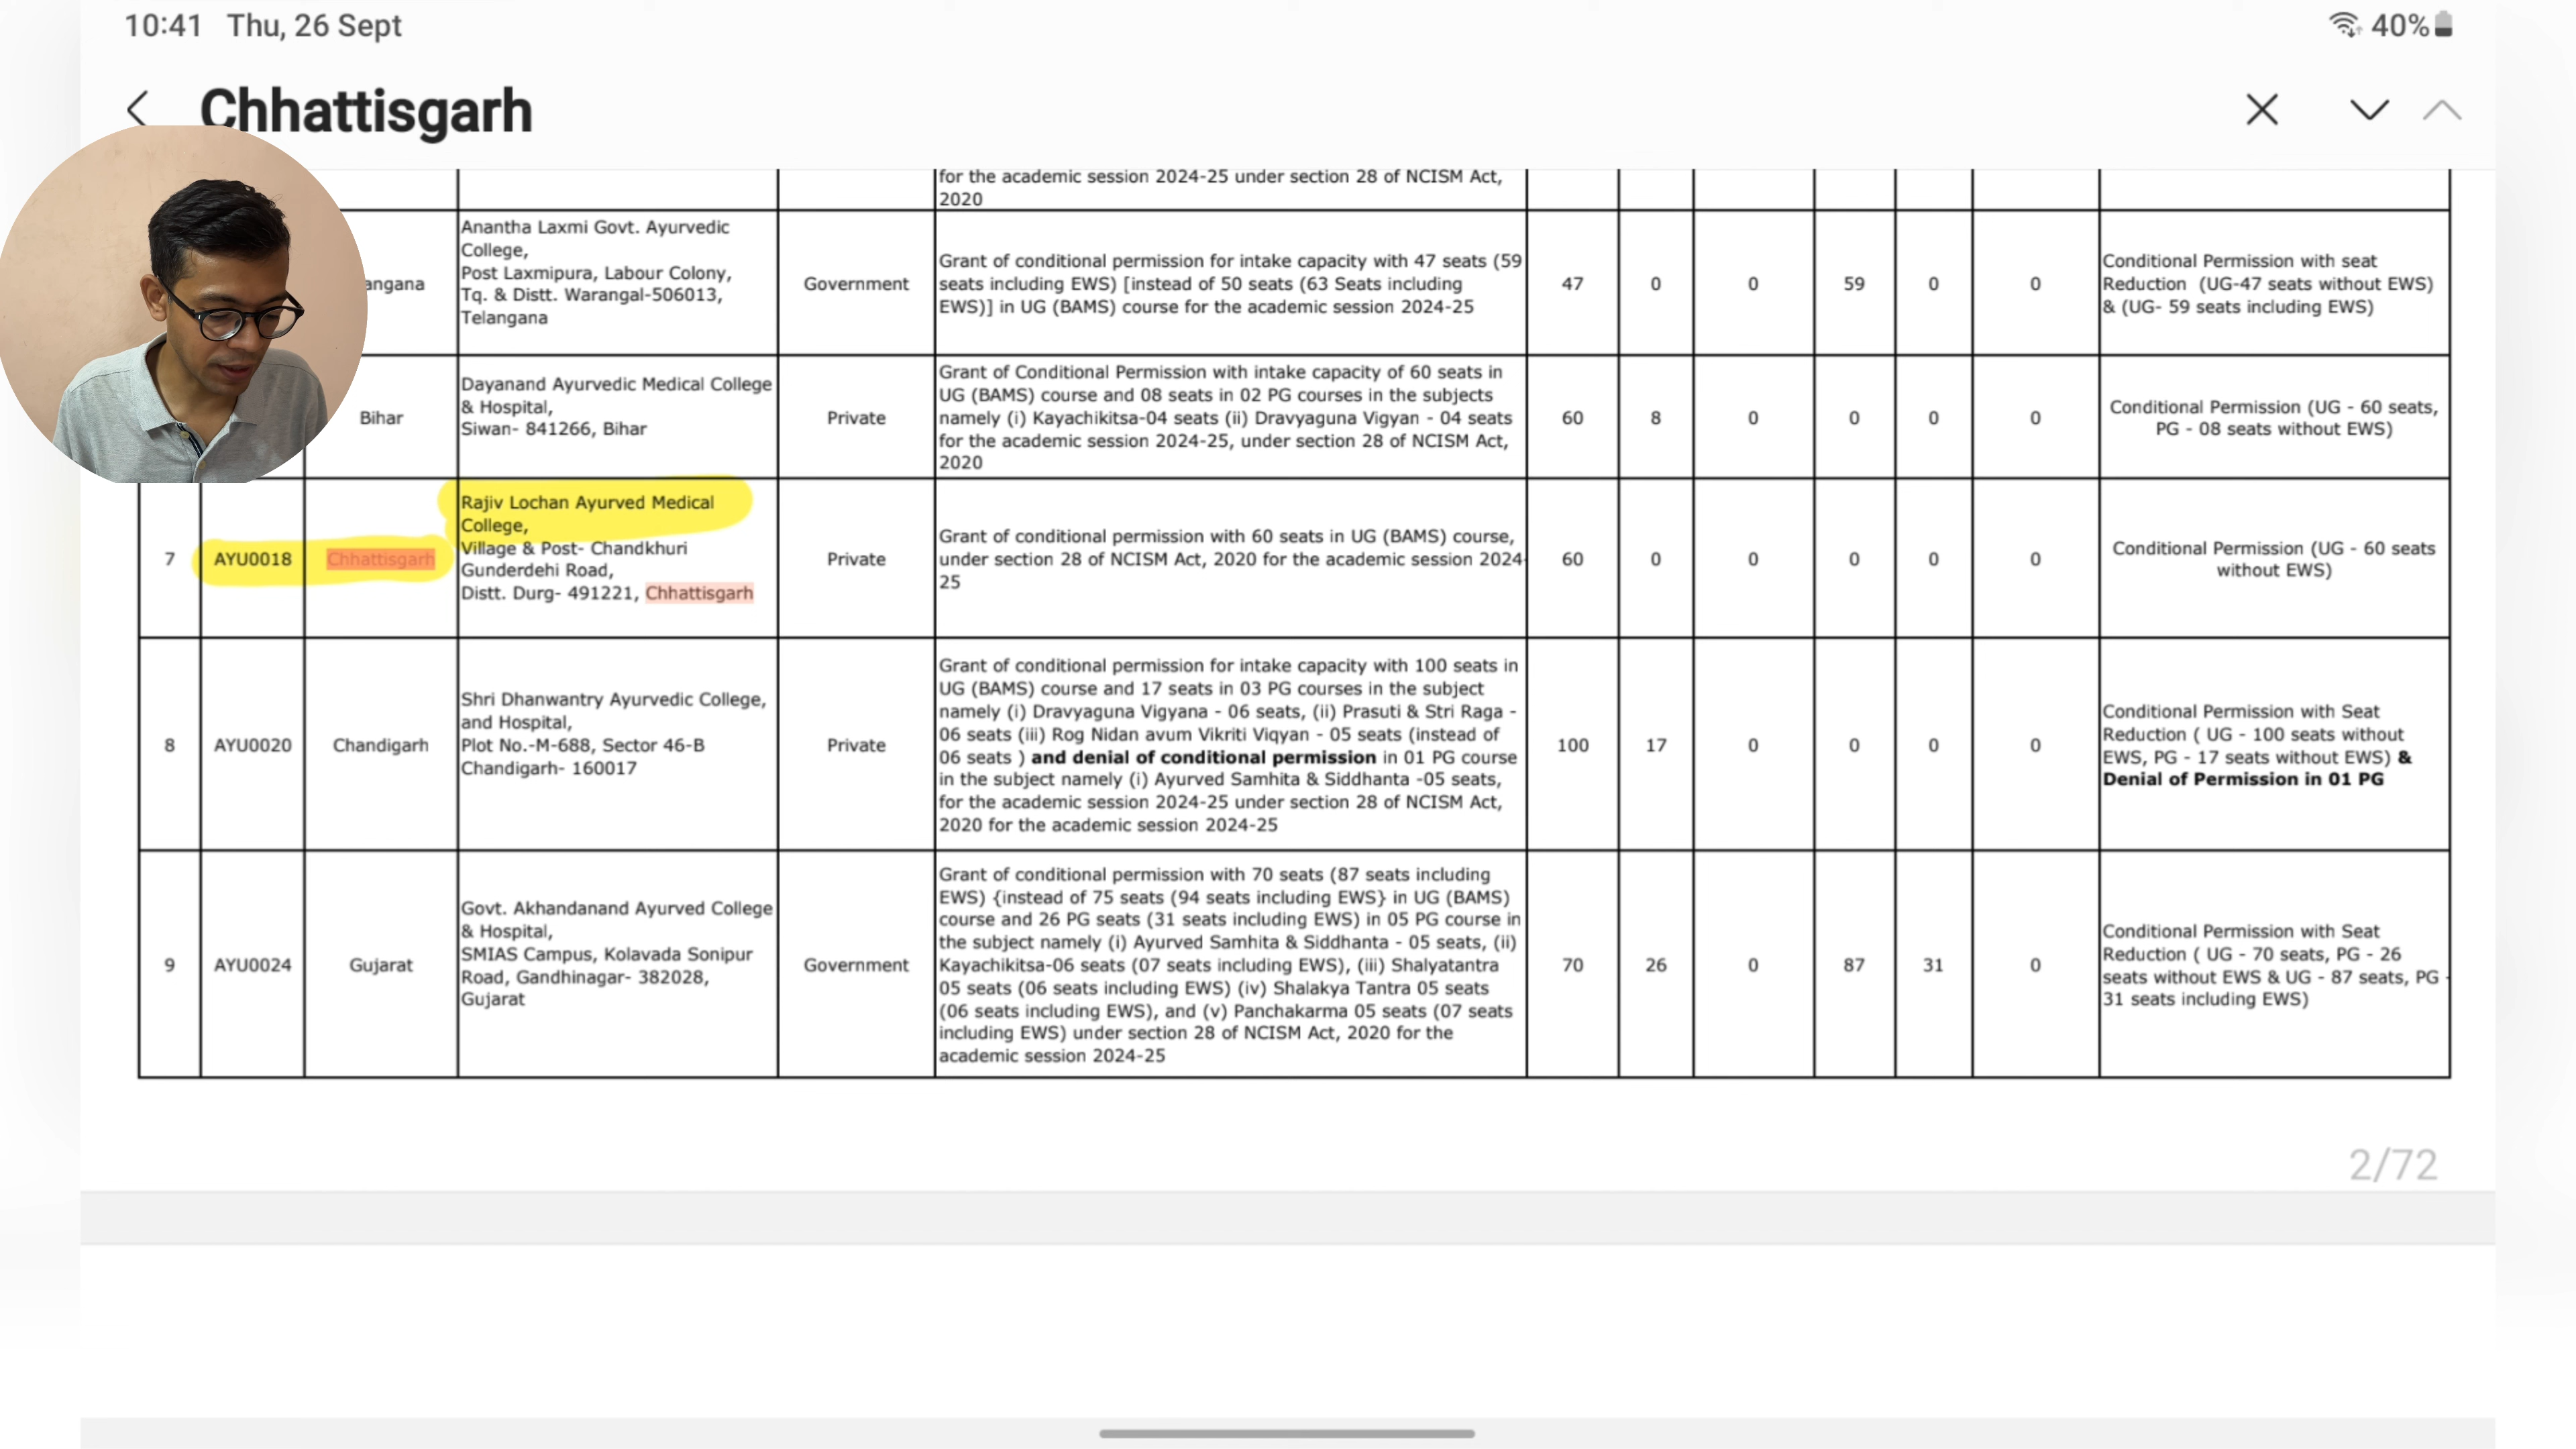 10:41 Thu, 26 Sept
40%
Chhattisgarh
for the academic session 2024-25 under section 28 of NCISM Act,
2020
angana
Anantha Laxmi Govt. Ayurvedic
College,
Post Laxmipura, Labour Colony,
Tq. & Distt. Warangal-506013,
Telangana
Government
Grant of conditional permission for intake capacity with 47 seats (59
seats including EWS) [instead of 50 seats (63 Seats including
EWS)] in UG (BAMS) course for the academic session 2024-25
47
0
0
59
0
0
Conditional Permission with seat
Reduction (UG-47 seats without EWS)
& (UG- 59 seats including EWS)
Bihar
Dayanand Ayurvedic Medical College
& Hospital,
Siwan- 841266, Bihar
Private
Grant of Conditional Permission with intake capacity of 60 seats in
UG (BAMS) course and 08 seats in 02 PG courses in the subjects
namely (i) Kayachikitsa-04 seats (ii) Dravyaguna Vigyan - 04 seats
for the academic session 2024-25, under section 28 of NCISM Act,
2020
60
8
0
0
0
0
Conditional Permission (UG - 60 seats,
PG - 08 seats without EWS)
7
AYU0018
Chhattisgarh
Rajiv Lochan Ayurved Medical
College,
Village & Post- Chandkhuri
Gunderdehi Road,
Distt. Durg- 491221, Chhattisgarh
Private
Grant of conditional permission with 60 seats in UG (BAMS) course,
under section 28 of NCISM Act, 2020 for the academic session 2024-
25
60
0
0
0
0
0
Conditional Permission (UG - 60 seats
without EWS)
8
AYU0020
Chandigarh
Shri Dhanwantry Ayurvedic College,
and Hospital,
Plot No.-M-688, Sector 46-B
Chandigarh- 160017
Private
Grant of conditional permission for intake capacity with 100 seats in
UG (BAMS) course and 17 seats in 03 PG courses in the subject
namely (i) Dravyaguna Vigyana - 06 seats, (ii) Prasuti & Stri Raga -
06 seats (iii) Rog Nidan avum Vikriti Viqyan - 05 seats (instead of
06 seats ) and denial of conditional permission in 01 PG course
in the subject namely (i) Ayurved Samhita & Siddhanta -05 seats,
for the academic session 2024-25 under section 28 of NCISM Act,
2020 for the academic session 2024-25
100
17
0
0
0
0
Conditional Permission with Seat
Reduction ( UG - 100 seats without
EWS, PG - 17 seats without EWS) &
Denial of Permission in 01 PG
9
AYU0024
Gujarat
Govt. Akhandanand Ayurved College
& Hospital,
SMIAS Campus, Kolavada Sonipur
Road, Gandhinagar- 382028,
Gujarat
Government
Grant of conditional permission with 70 seats (87 seats including
EWS) {instead of 75 seats (94 seats including EWS} in UG (BAMS)
course and 26 PG seats (31 seats including EWS) in 05 PG course in
the subject namely (i) Ayurved Samhita & Siddhanta - 05 seats, (ii)
Kayachikitsa-06 seats (07 seats including EWS), (iii) Shalyatantra
05 seats (06 seats including EWS) (iv) Shalakya Tantra 05 seats
(06 seats including EWS), and (v) Panchakarma 05 seats (07 seats
including EWS) under section 28 of NCISM Act, 2020 for the
academic session 2024-25
70
26
0
87
31
0
Conditional Permission with Seat
Reduction ( UG - 70 seats, PG - 26
seats without EWS & UG - 87 seats, PG -
31 seats including EWS)
2/72